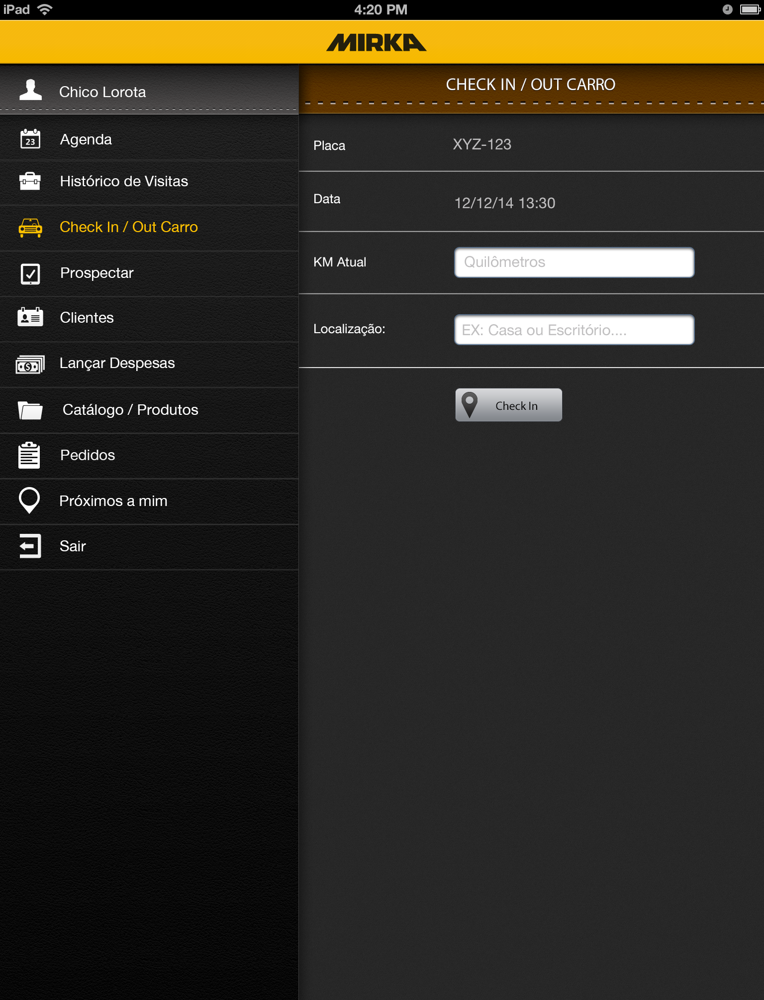 iPad
4:20 PM
MIRKA
Chico Lorota
23
Agenda
Histórico de Visitas
Check In / Out Carro
Prospectar
Clientes
$
Lançar Despesas
Catálogo / Produtos
Pedidos
Próximos a mim
Sair
CHECK IN / OUT CARRO
Placa XYZ-123
Data 12/12/14 13:30
KM Atual Quilômetros
Localização: EX: Casa ou Escritório....
Check In